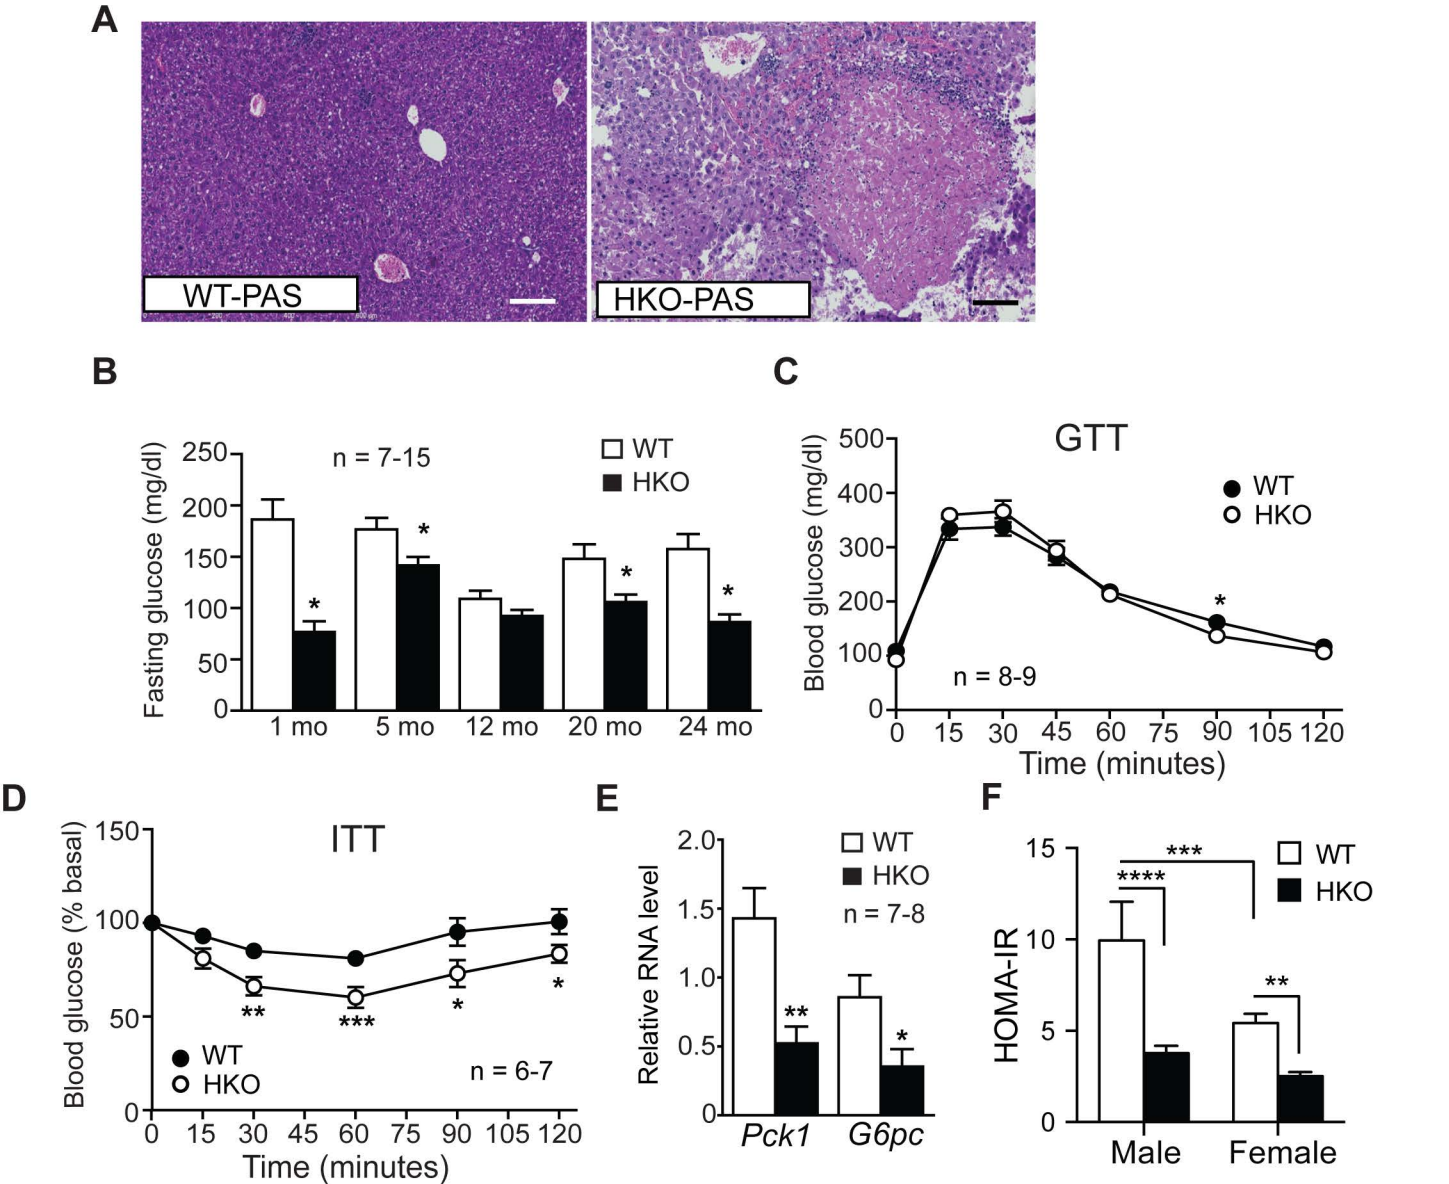 A
WT-PAS
0 200 400 600 um
HKO-PAS
B
Fasting glucose (mg/dl)
250
200
150
100
50
0
n = 7-15
WT
HKO
*
*
*
*
1 mo 5 mo 12 mo 20 mo 24 mo
C
GTT
Blood glucose (mg/dl)
500
400
300
200
100
0
WT
HKO
*
n = 8-9
0 15 30 45 60 75 90 105 120
Time (minutes)
D
ITT
Blood glucose (% basal)
150
100
50
0
**
***
*
*
WT
HKO
n = 6-7
0 15 30 45 60 75 90 105 120
Time (minutes)
E
Relative RNA level
2.0
1.5
1.0
0.5
0
WT
HKO
n = 7-8
**
*
Pck1 G6pc
F
HOMA-IR
15
10
5
0
***
****
**
WT
HKO
Male Female